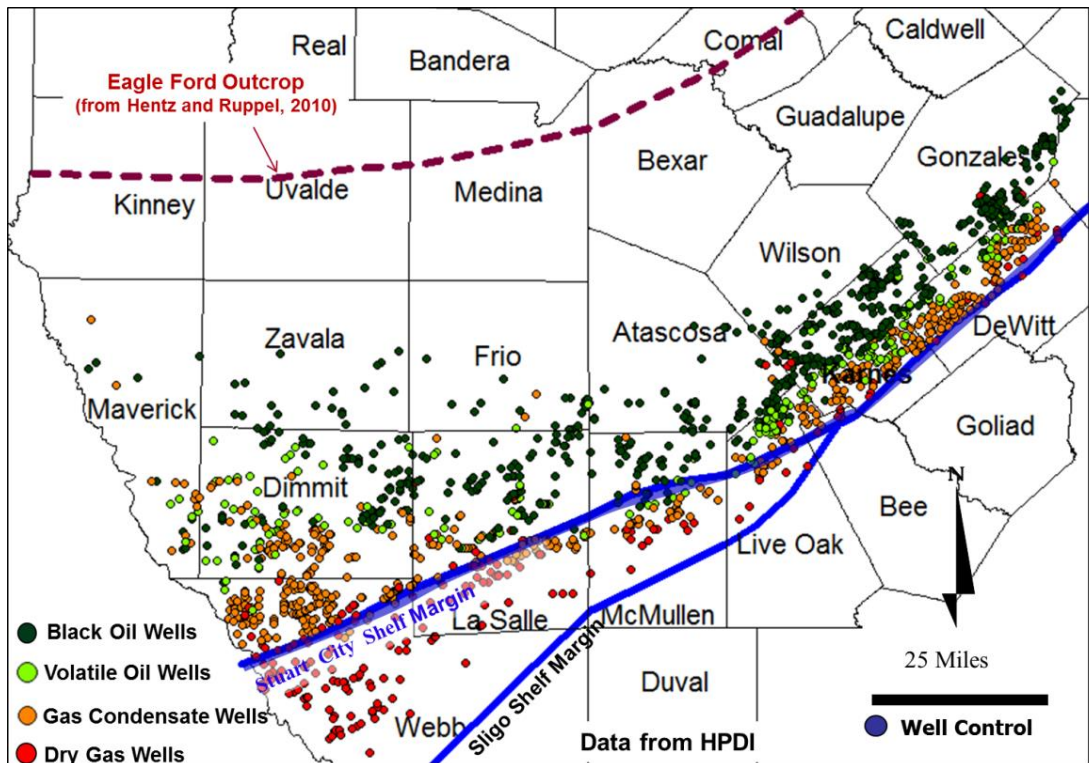 Real
Bandera
Comal
Caldwell
Eagle Ford Outcrop
(from Hentz and Ruppel, 2010)
Guadalupe
Bexar
Gonzales
Kinney
Uvalde
Medina
Wilson
Zavala
Frio
Atascosa
DeWitt
Karnes
Maverick
Goliad
Dimmit
N
Bee
Live Oak
Stuart City Shelf Margin
La Salle
McMullen
Black Oil Wells
25 Miles
Volatile Oil Wells
Sligo Shelf Margin
Duval
Gas Condensate Wells
Webb
Well Control
Dry Gas Wells
Data from HPDI